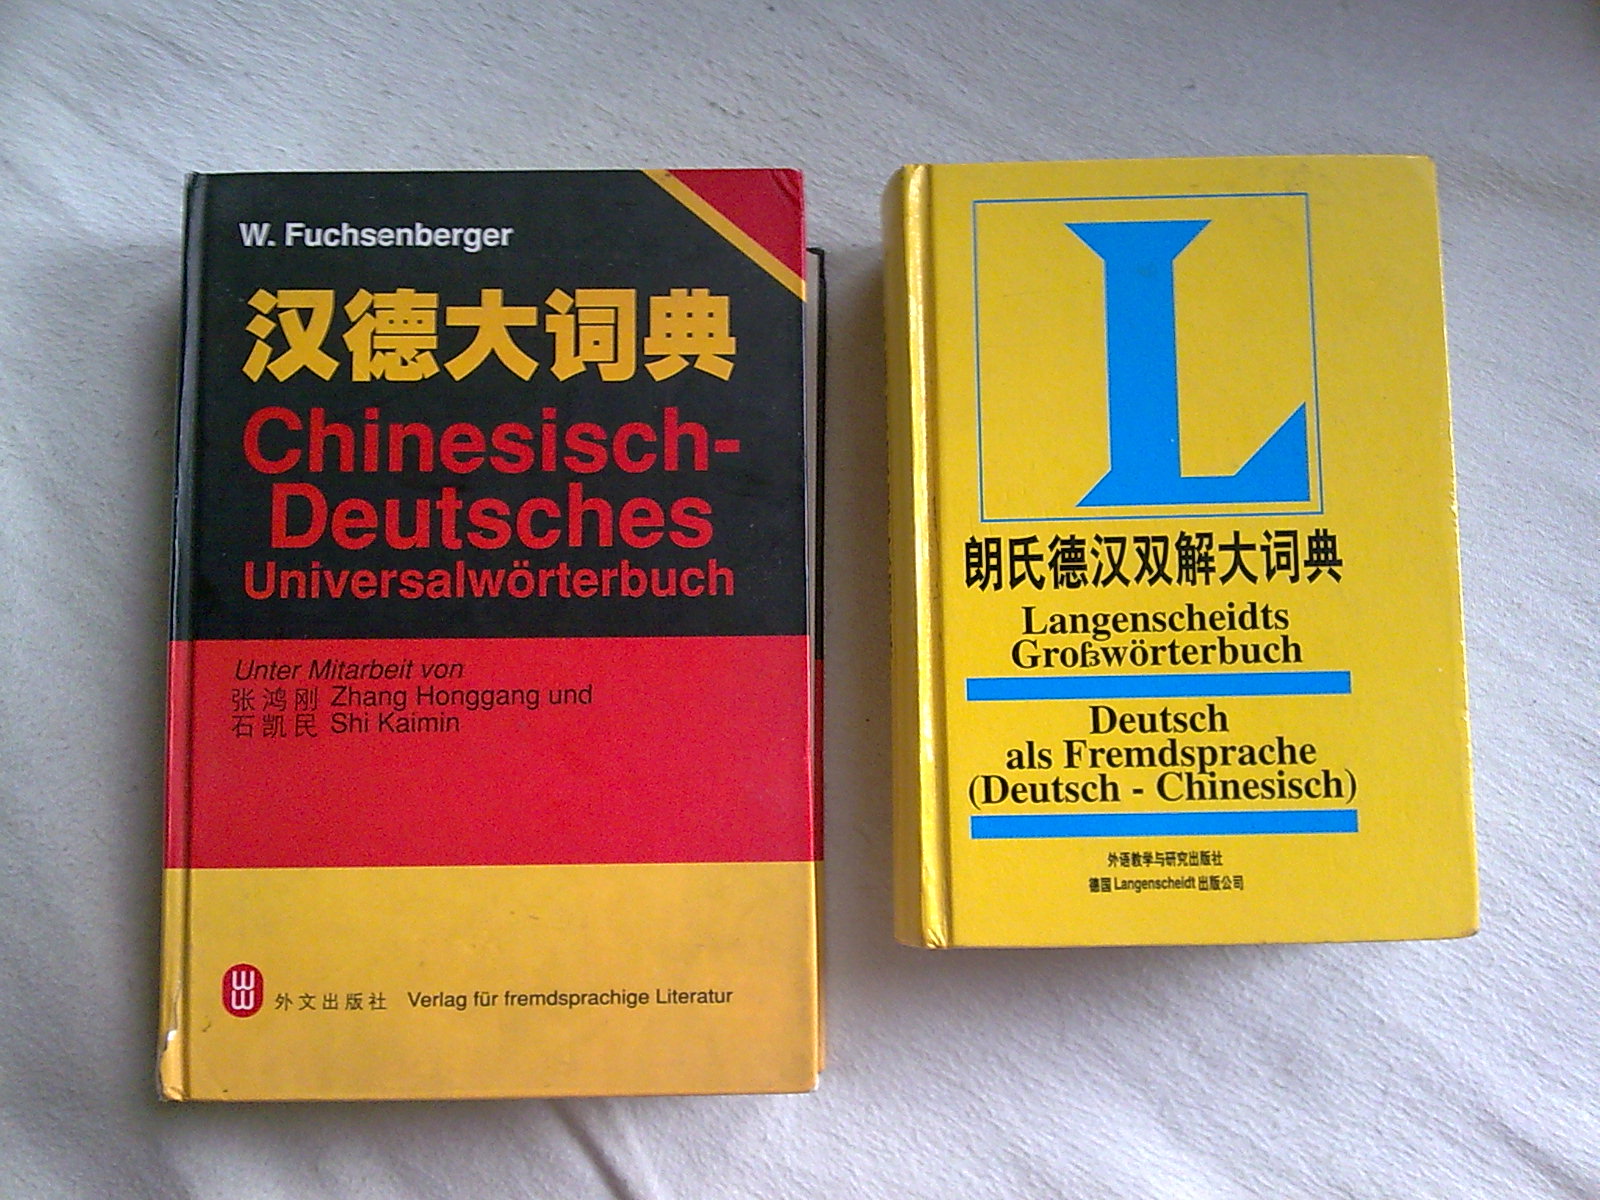 W. Fuchsenberger
汉德大词典
Chinesisch-
Deutsches
Universalwörterbuch
Unter Mitarbeit von
张鸿刚 Zhang Honggang und
石凯民 Shi Kaimin
外文出版社 Verlag für fremdsprachige Literatur
L
朗氏德汉双解大词典
Langenscheidts
Großwörterbuch
Deutsch
als Fremdsprache
(Deutsch - Chinesisch)
外语教学与研究出版社
德国 Langenscheidt 出版公司